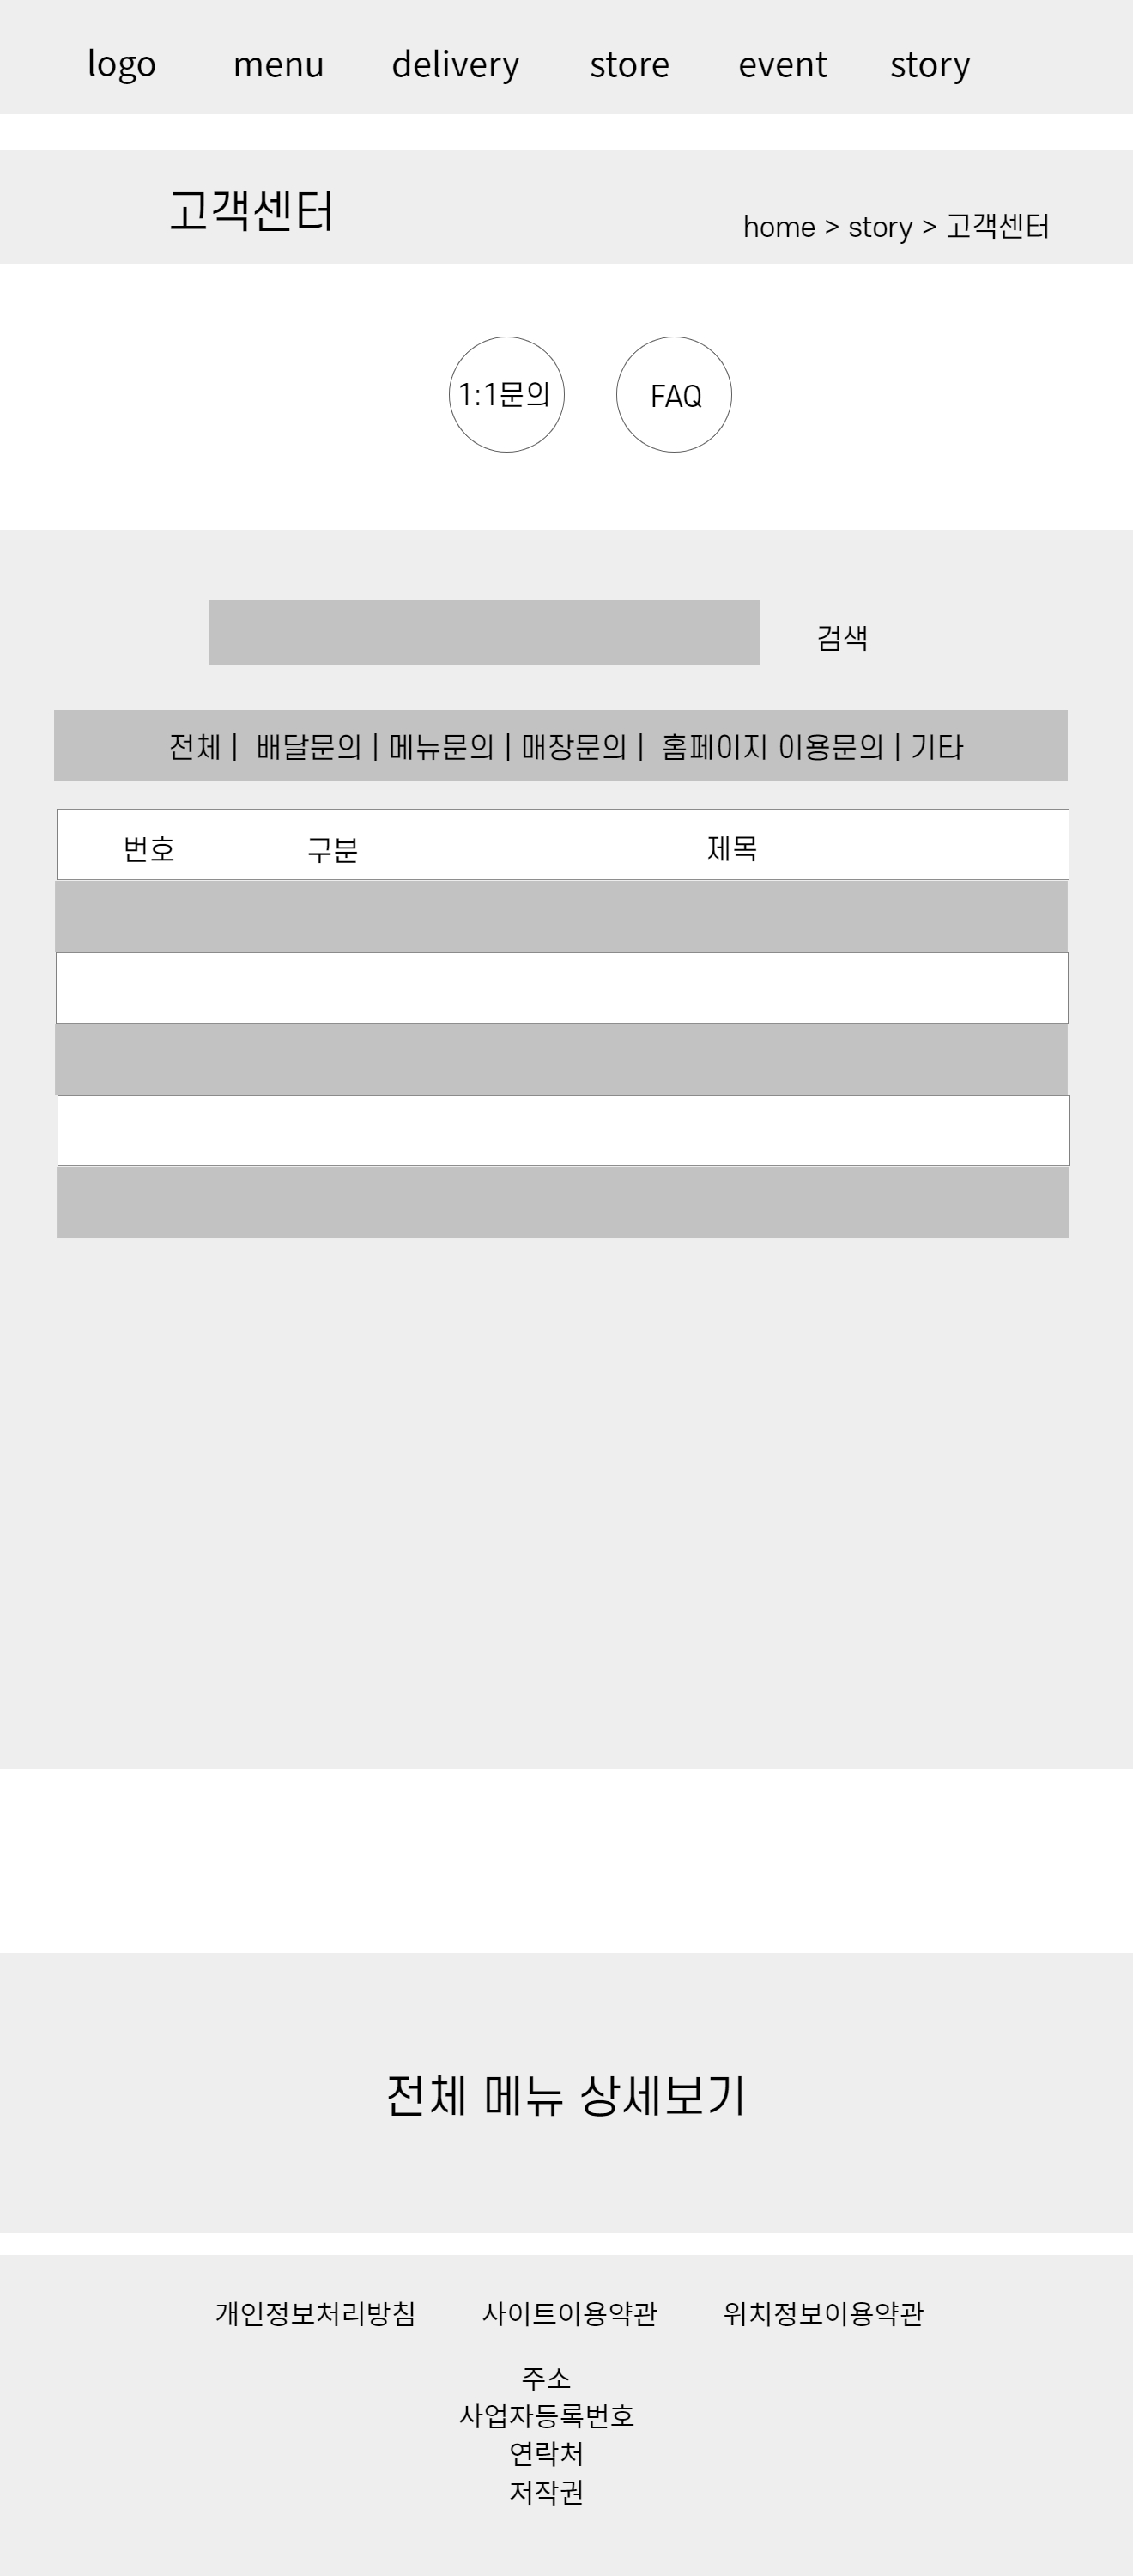 logo menu delivery store event story
고객센터
home > story > 고객센터
1:1문의 FAQ
검색
전체 | 배달문의 | 메뉴문의 | 매장문의 | 홈페이지 이용문의 | 기타
번호 구분 제목
전체 메뉴 상세보기
개인정보처리방침 사이트이용약관 위치정보이용약관
주소
사업자등록번호
연락처
저작권